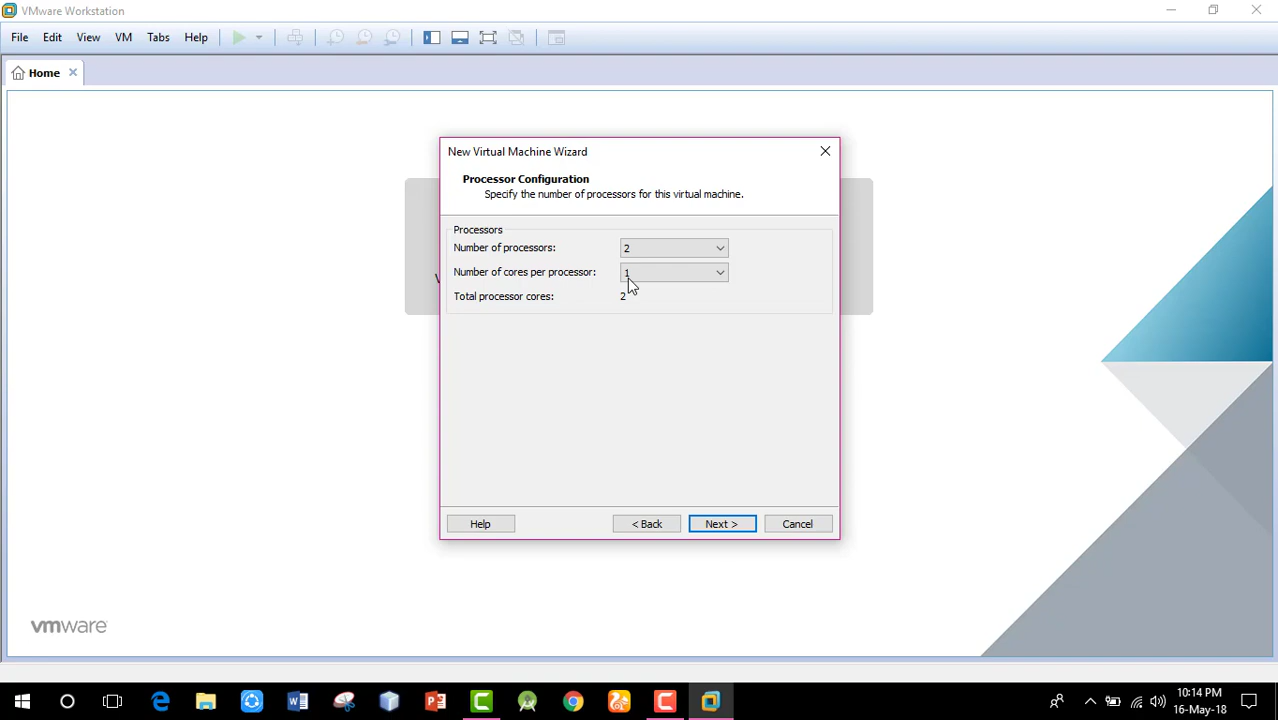 VMware Workstation
File Edit View VM Tabs Help
Home
New Virtual Machine Wizard
Processor Configuration
Specify the number of processors for this virtual machine.
Processors
Number of processors: 2
Number of cores per processor: 1
Total processor cores: 2
Help < Back Next > Cancel
vmware
10:14 PM
16-May-18